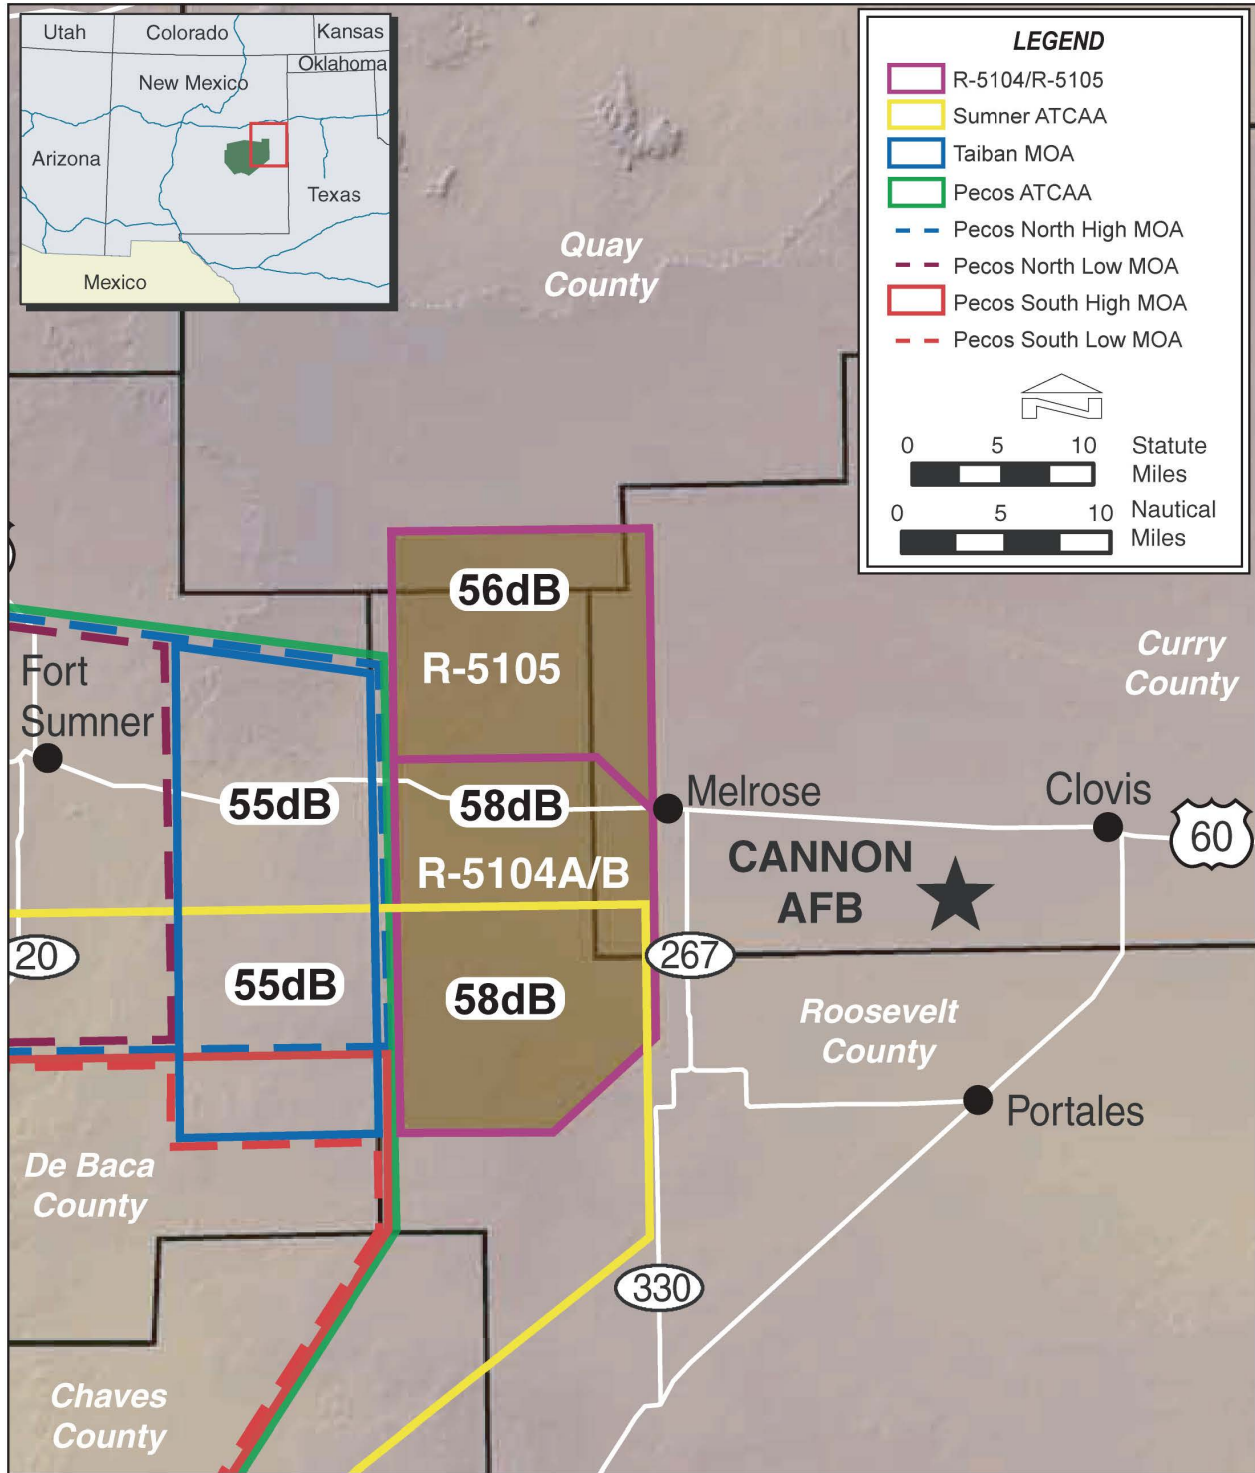 Utah
Colorado
Kansas
Oklahoma
New Mexico
Arizona
Texas
Mexico
LEGEND
R-5104/R-5105
Sumner ATCAA
Taiban MOA
Pecos ATCAA
Pecos North High MOA
Pecos North Low MOA
Pecos South High MOA
Pecos South Low MOA
N
0 5 10 Statute
Miles
0 5 10 Nautical
Miles
Quay
County
56dB
R-5105
Curry
County
Fort
Sumner
55dB
58dB
Melrose
Clovis
60
R-5104A/B
CANNON
AFB
20
267
55dB
58dB
Roosevelt
County
Portales
De Baca
County
330
Chaves
County